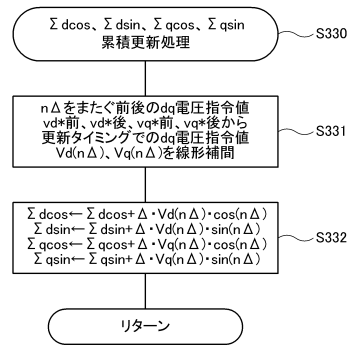 Σdcos、Σdsin、Σqcos、Σqsin
累積更新処理
S330
nΔをまたぐ前後のdq電圧指令値
vd*前、vd*後、vq*前、vq*後から
更新タイミングでのdq電圧指令値
Vd(nΔ)、Vq(nΔ)を線形補間
S331
Σdcos←Σdcos+Δ・Vd(nΔ)・cos(nΔ)
Σdsin←Σdsin+Δ・Vd(nΔ)・sin(nΔ)
Σqcos←Σqcos+Δ・Vq(nΔ)・cos(nΔ)
Σqsin←Σqsin+Δ・Vq(nΔ)・sin(nΔ)
S332
リターン